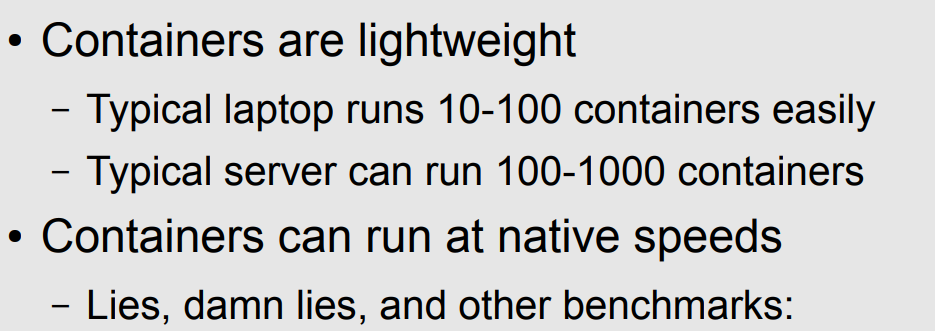 • Containers are lightweight
– Typical laptop runs 10-100 containers easily
– Typical server can run 100-1000 containers
• Containers can run at native speeds
– Lies, damn lies, and other benchmarks: